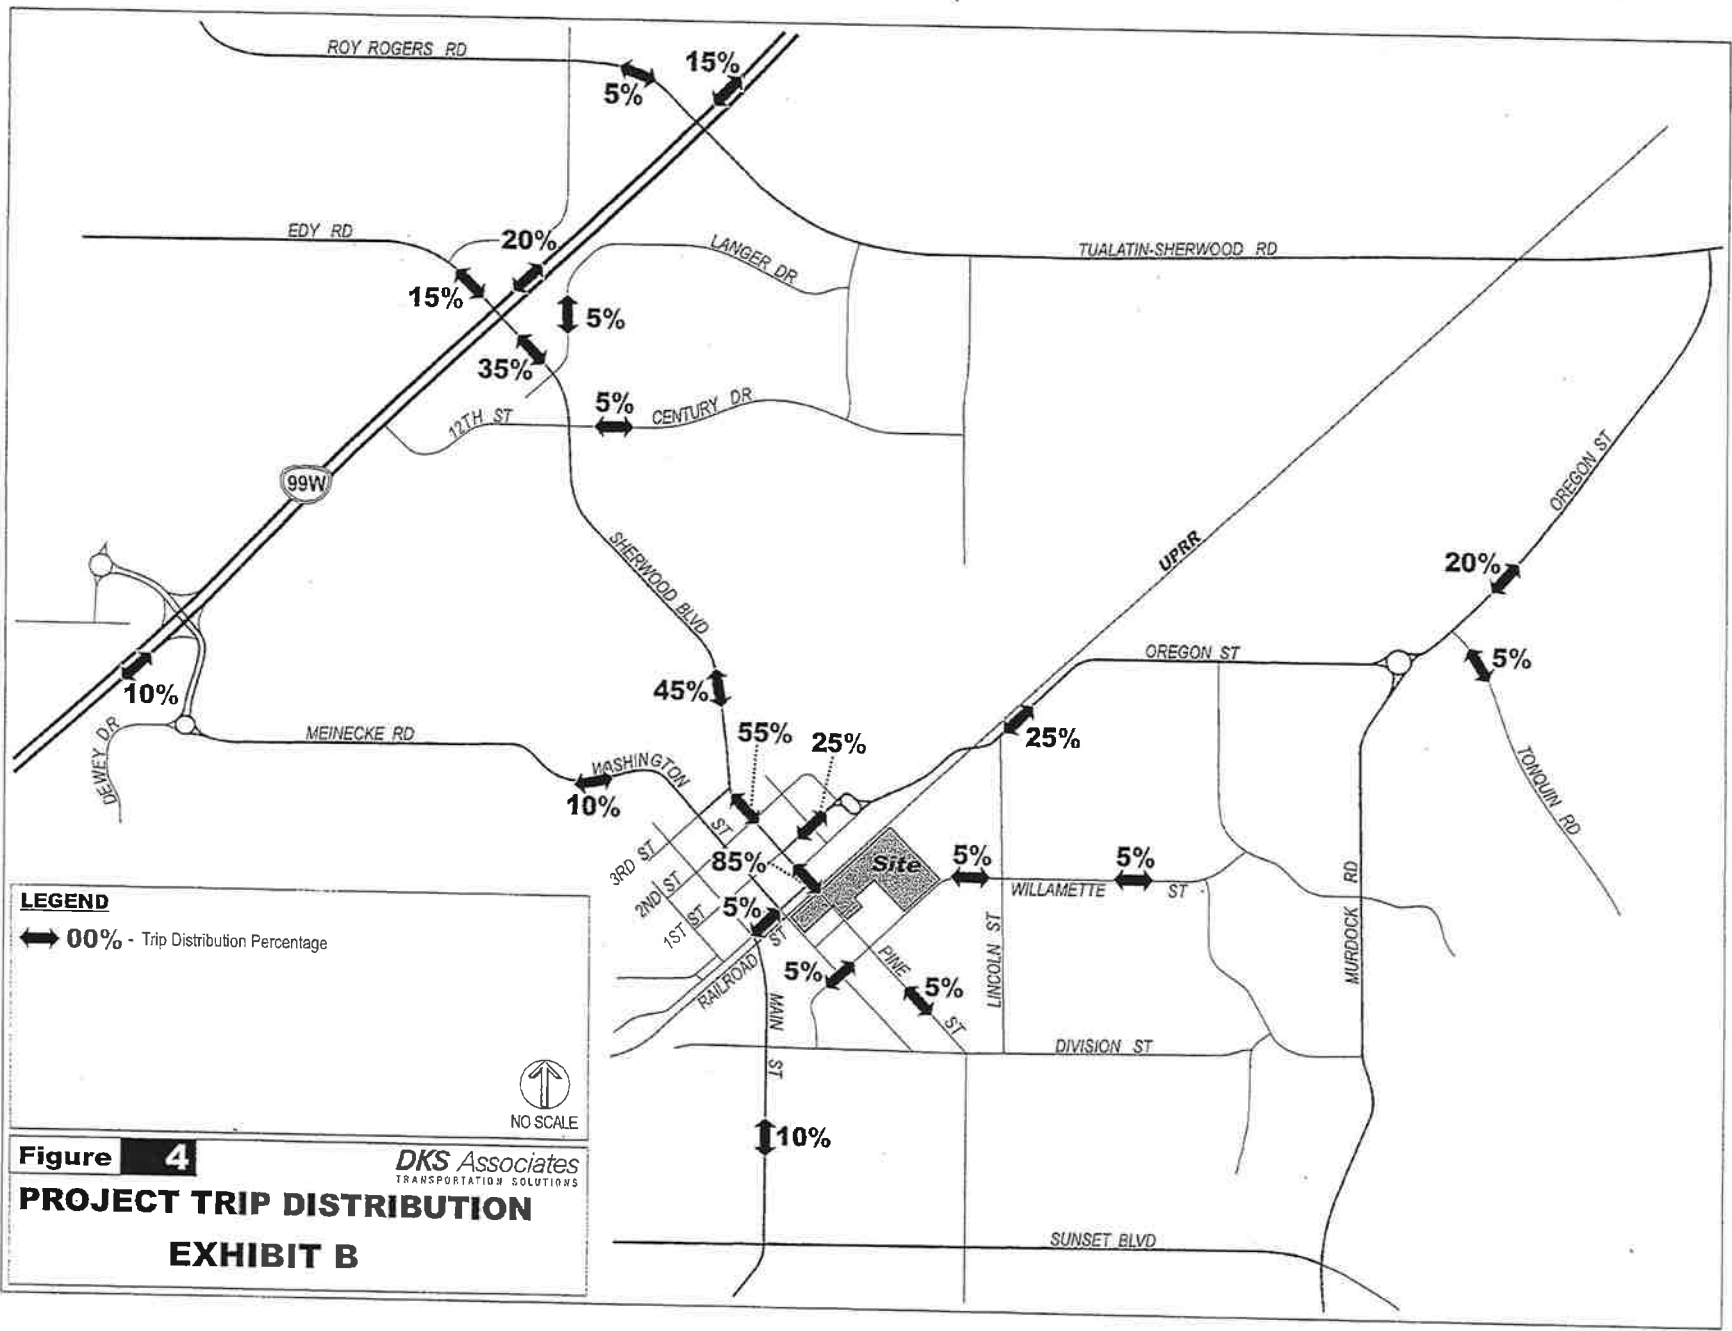 ROY ROGERS RD
15%
5%
EDY RD
20%
LANGER DR
TUALATIN-SHERWOOD RD
15%
5%
35%
5%
12TH ST
CENTURY DR
99W
OREGON ST
SHERWOOD BLVD
UPRR
20%
OREGON ST
5%
10%
45%
DEWEY DR
MEINECKE RD
55%
25%
25%
WASHINGTON
ST
10%
TONQUIN RD
3RD ST
85%
Site
5%
5%
WILLAMETTE ST
MURDOCK RD
2ND ST
5%
1ST ST
ST
RAILROAD
5%
PINE
ST
5%
LINCOLN ST
MAIN
ST
DIVISION ST
10%
SUNSET BLVD
LEGEND
00% - Trip Distribution Percentage
NO SCALE
Figure 4
DKS Associates
TRANSPORTATION SOLUTIONS
PROJECT TRIP DISTRIBUTION
EXHIBIT B